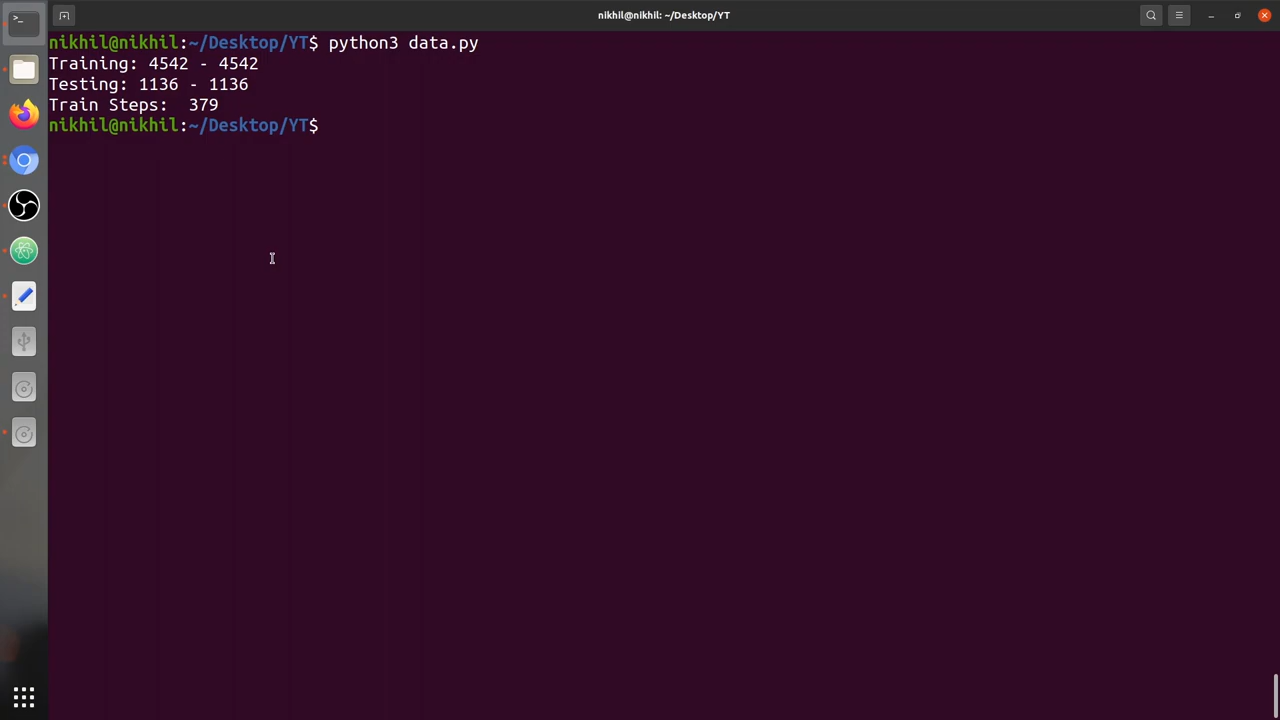 nikhil@nikhil: ~/Desktop/YT
nikhil@nikhil:~/Desktop/YT$ python3 data.py
Training: 4542 - 4542
Testing: 1136 - 1136
Train Steps:  379
nikhil@nikhil:~/Desktop/YT$